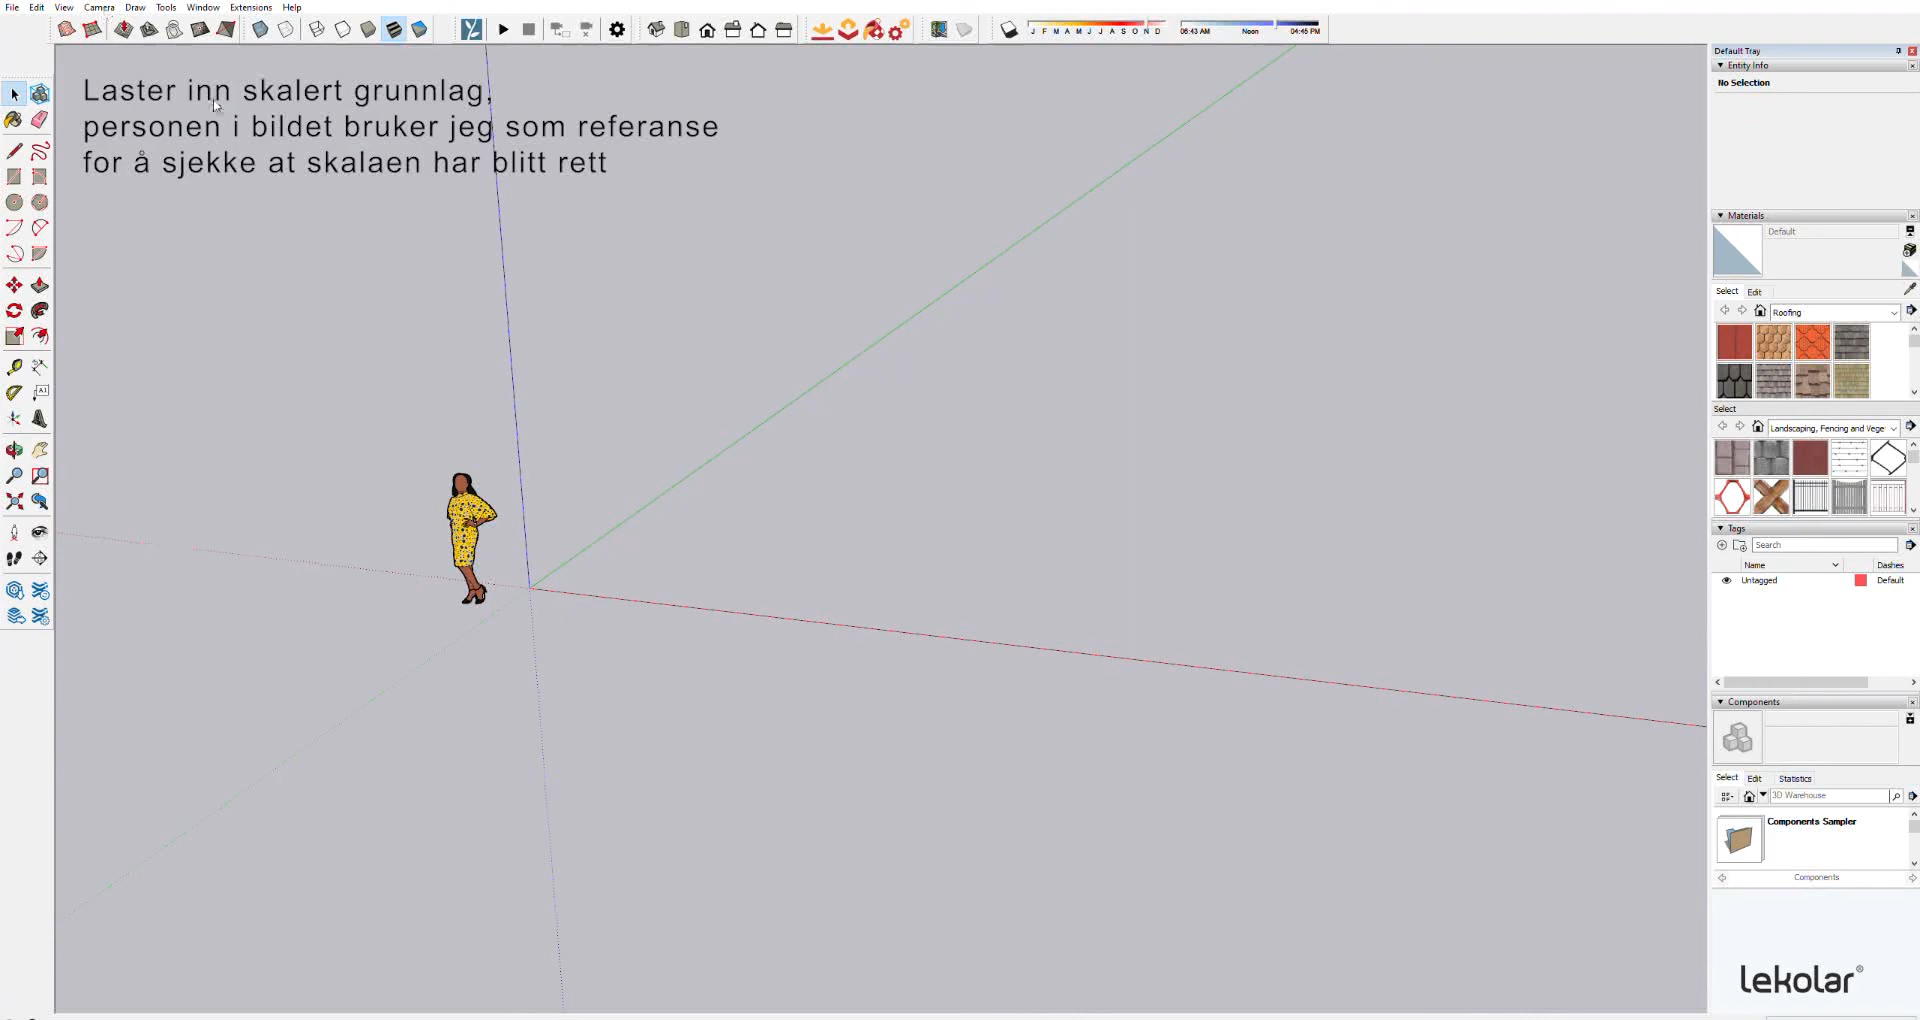 File Edit View Camera Draw Tools Window Extensions Help
J F M A M J J A S O N D
06:43 AM Noon 04:45 PM
Laster inn skalert grunnlag,
personen i bildet bruker jeg som referanse
for å sjekke at skalaen har blitt rett
Default Tray
Entity Info
No Selection
Materials
Default
Select Edit
Roofing
Select
Landscaping, Fencing and Vege
Tags
Search
Name Dashes
Untagged Default
Components
Select Edit Statistics
3D Warehouse
Components Sampler
Components
lekolar®